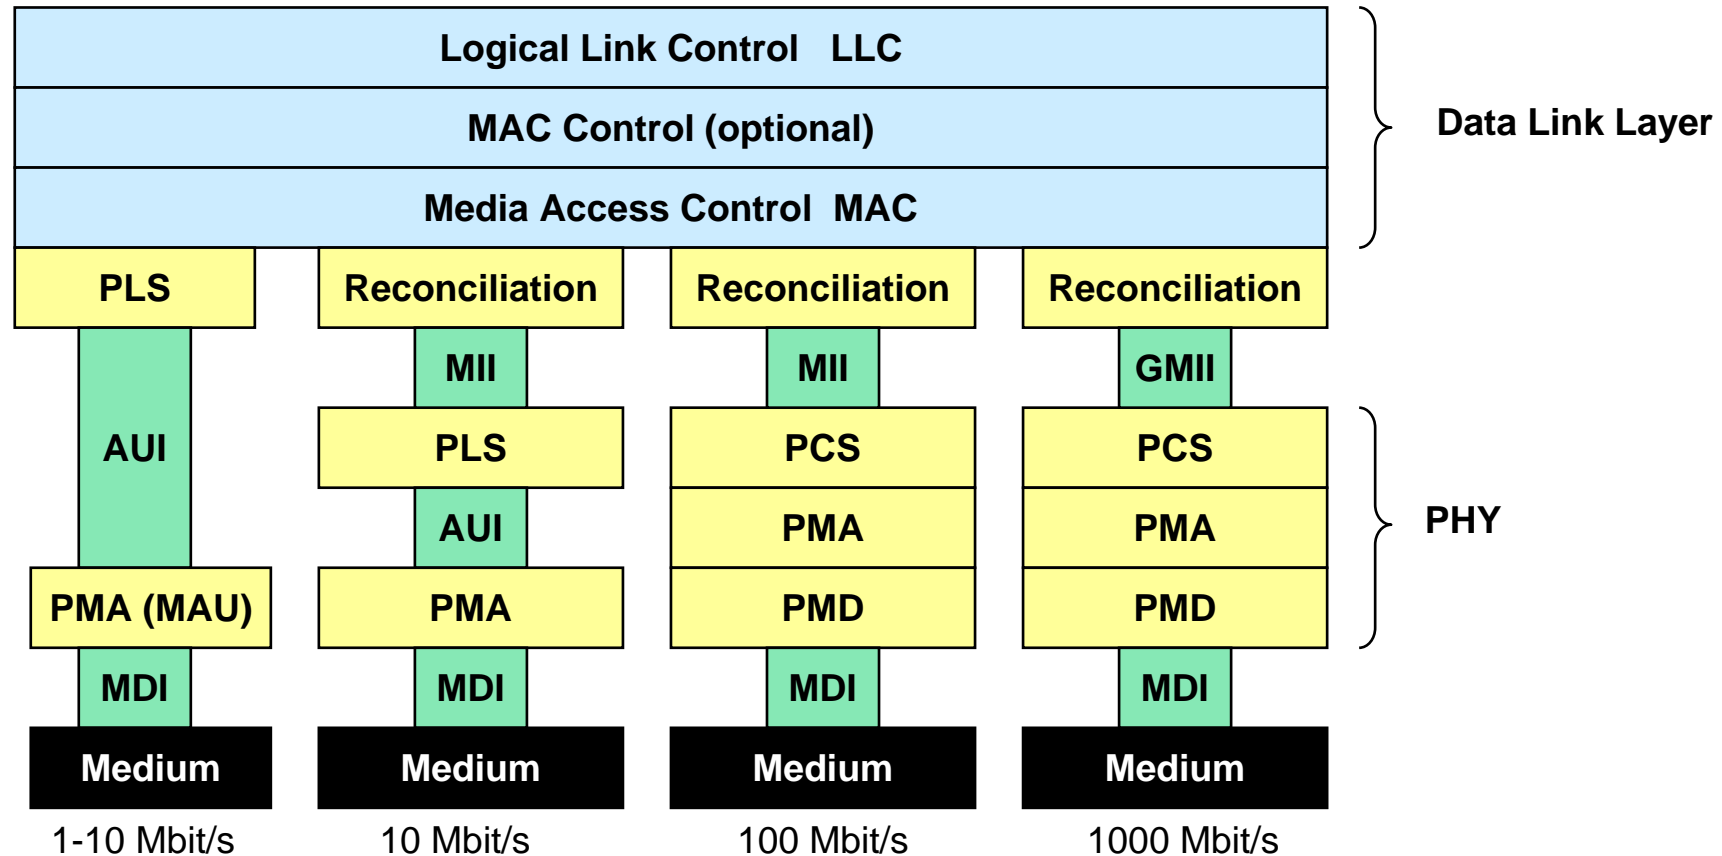 Logical Link Control LLC
MAC Control (optional)
Data Link Layer
Media Access Control MAC
PLS Reconciliation Reconciliation Reconciliation
MII MII GMII
AUI PLS PCS PCS
AUI PMA PMA PHY
PMA (MAU) PMA PMD PMD
MDI MDI MDI MDI
Medium Medium Medium Medium
1-10 Mbit/s 10 Mbit/s 100 Mbit/s 1000 Mbit/s